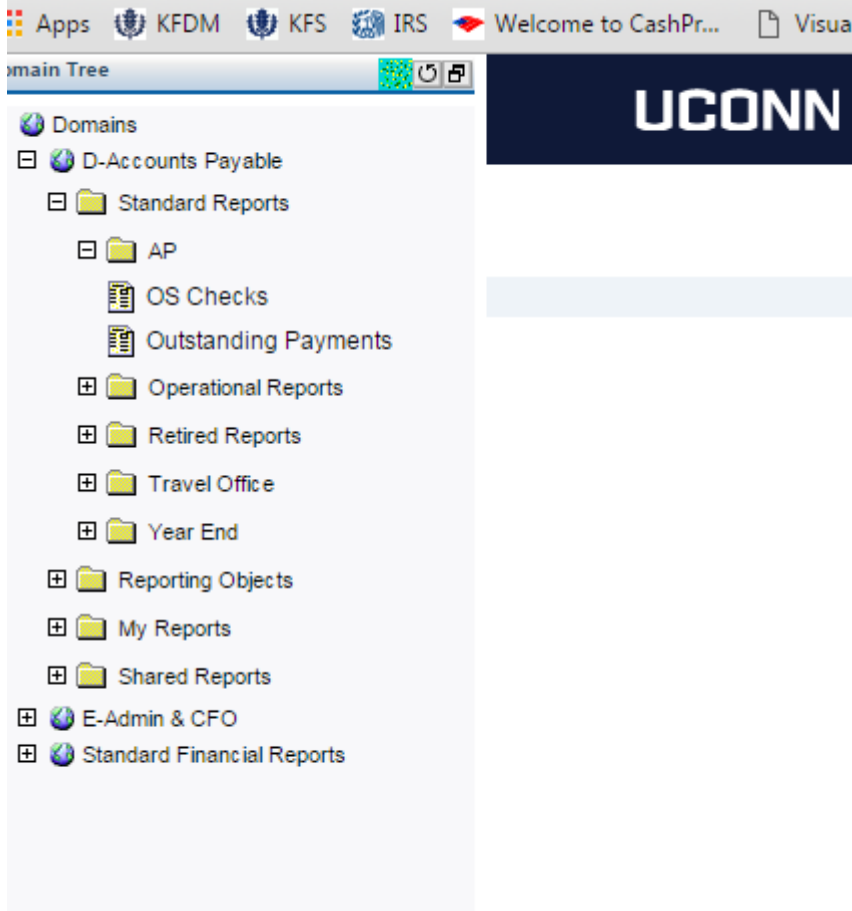 Apps KFDM KFS IRS Welcome to CashPr... Visua
omain Tree
UCONN
Domains
D-Accounts Payable
Standard Reports
AP
OS Checks
Outstanding Payments
Operational Reports
Retired Reports
Travel Office
Year End
Reporting Objects
My Reports
Shared Reports
E-Admin & CFO
Standard Financial Reports